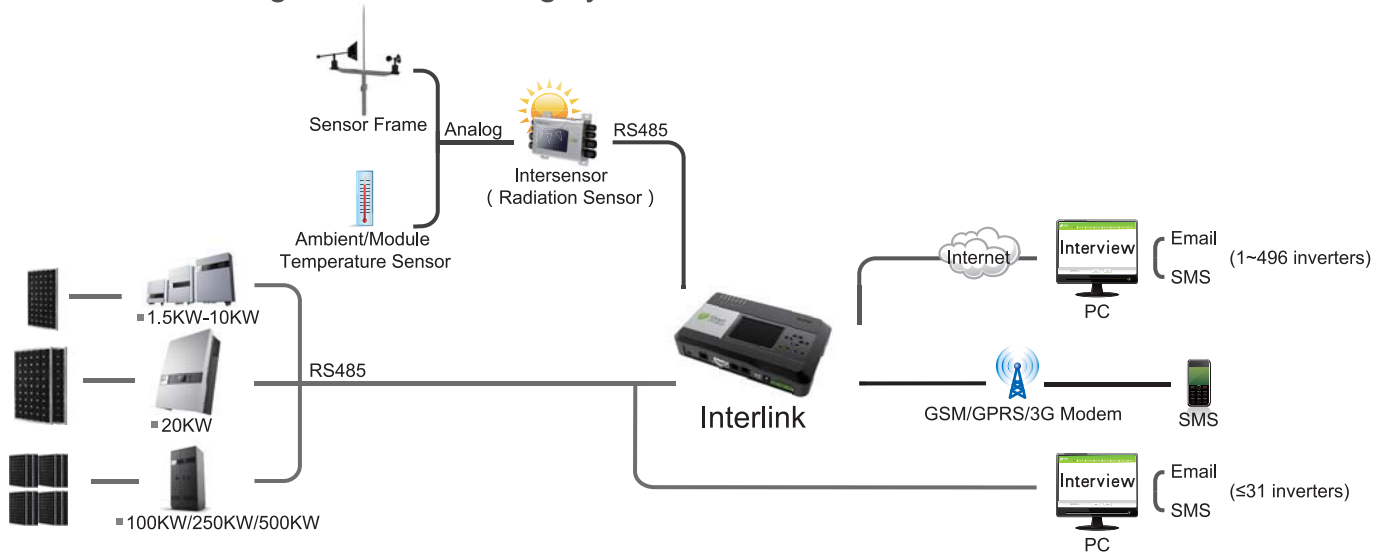 Sensor Frame
Analog
RS485
Intersensor
( Radiation Sensor )
Ambient/Module
Temperature Sensor
Internet
Interview
Email
SMS
(1~496 inverters)
PC
1.5KW-10KW
RS485
20KW
Interlink
GSM/GPRS/3G Modem
SMS
100KW/250KW/500KW
Interview
Email
SMS
(≤31 inverters)
PC